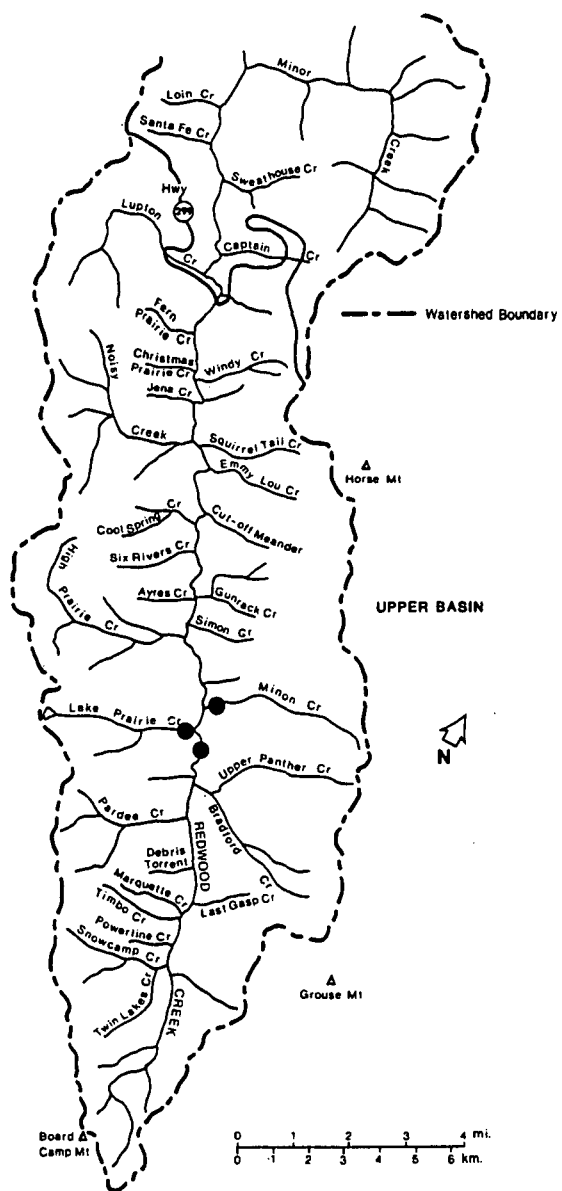 Minor
Creek
Loin Cr
Santa Fe Cr
Sweathouse Cr
Hwy
299
Lupton
Cr
Captain Cr
Fern
Prairie Cr
Watershed Boundary
Christmas
Prairie Cr
Windy Cr
Noisy
Creek
Jena Cr
Squirrel Tail Cr
Emmy Lou Cr
Horse Mt
Cool Spring Cr
Cut-off Meander
High
Prairie Cr
Six Rivers Cr
Ayres Cr
Gunrack Cr
UPPER BASIN
Simon Cr
Lake Prairie Cr
Minon Cr
N
Upper Panther Cr
Pardee Cr
Bradford Cr
REDWOOD
CREEK
Debris
Torrent
Marquette Cr
Timbo Cr
Last Gasp Cr
Powerline Cr
Snowcamp Cr
Grouse Mt
Twin Lakes Cr
Board
Camp Mt
0 1 2 3 4 mi.
0 1 2 3 4 5 6 km.